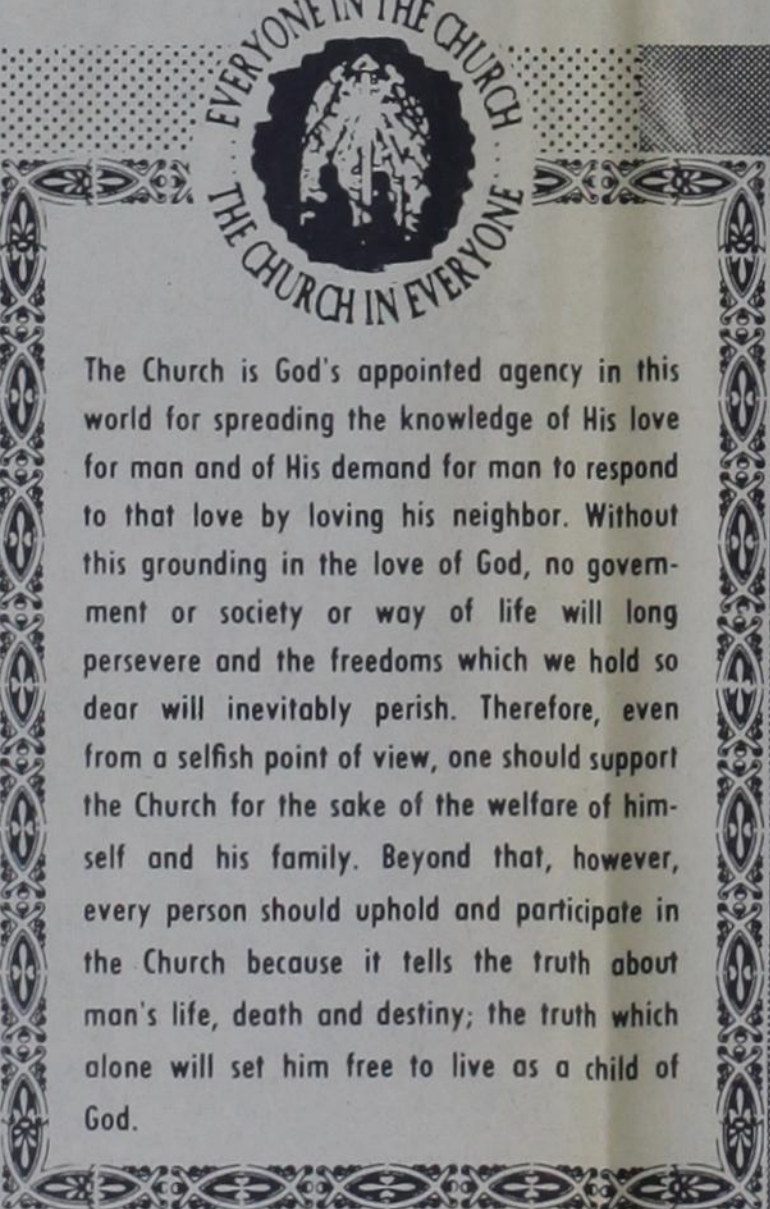 EVERYONE IN THE CHURCH
THE CHURCH IN EVERYONE
The Church is God's appointed agency in this
world for spreading the knowledge of His love
for man and of His demand for man to respond
to that love by loving his neighbor. Without
this grounding in the love of God, no govern-
ment or society or way of life will long
persevere and the freedoms which we hold so
dear will inevitably perish. Therefore, even
from a selfish point of view, one should support
the Church for the sake of the welfare of him-
self and his family. Beyond that, however,
every person should uphold and participate in
the Church because it tells the truth about
man's life, death and destiny; the truth which
alone will set him free to live as a child of
God.